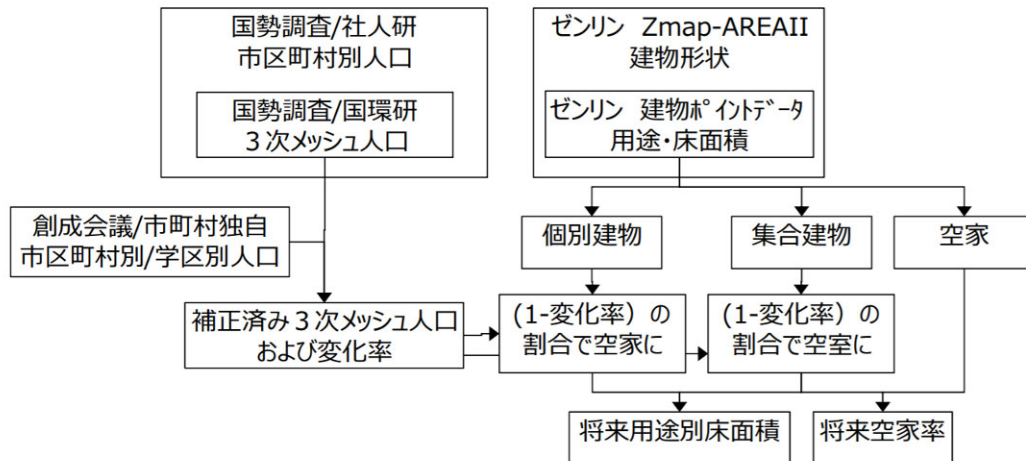 国勢調査/社人研
市区町村別人口
国勢調査/国環研
３次メッシュ人口
ゼンリン Zmap-AREAII
建物形状
ゼンリン 建物ﾎﾟｲﾝﾄﾃﾞｰﾀ
用途・床面積
創成会議/市町村独自
市区町村別/学区別人口
個別建物
集合建物
空家
補正済み３次メッシュ人口
および変化率
(1-変化率）の
割合で空家に
(1-変化率）の
割合で空室に
将来用途別床面積
将来空家率